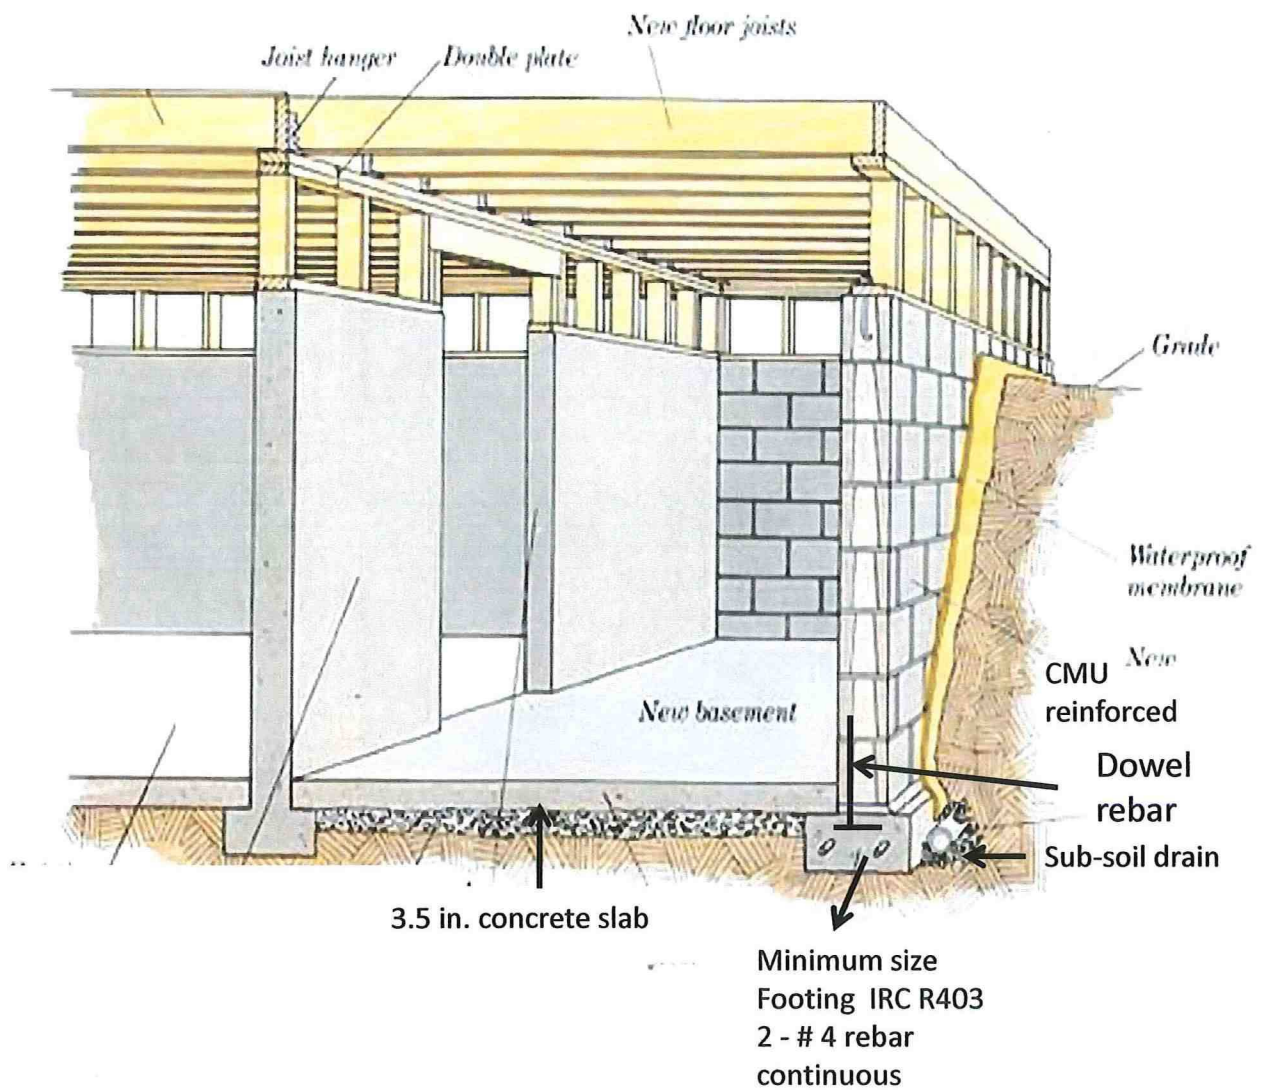 New floor joists
Joist hanger
Double plate
Grade
Waterproof
membrane
New
CMU
reinforced
New basement
Dowel
rebar
Sub-soil drain
3.5 in. concrete slab
Minimum size
Footing IRC R403
2 - # 4 rebar
continuous